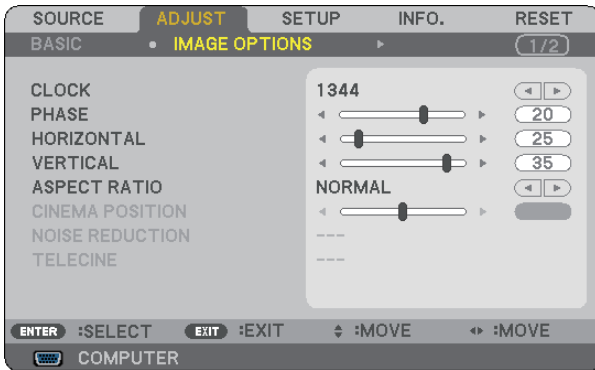 SOURCE ADJUST SETUP INFO. RESET
BASIC • IMAGE OPTIONS ▶ 1/2
CLOCK 1344
PHASE 20
HORIZONTAL 25
VERTICAL 35
ASPECT RATIO NORMAL
CINEMA POSITION
NOISE REDUCTION ---
TELECINE ---
ENTER :SELECT EXIT :EXIT :MOVE :MOVE
COMPUTER